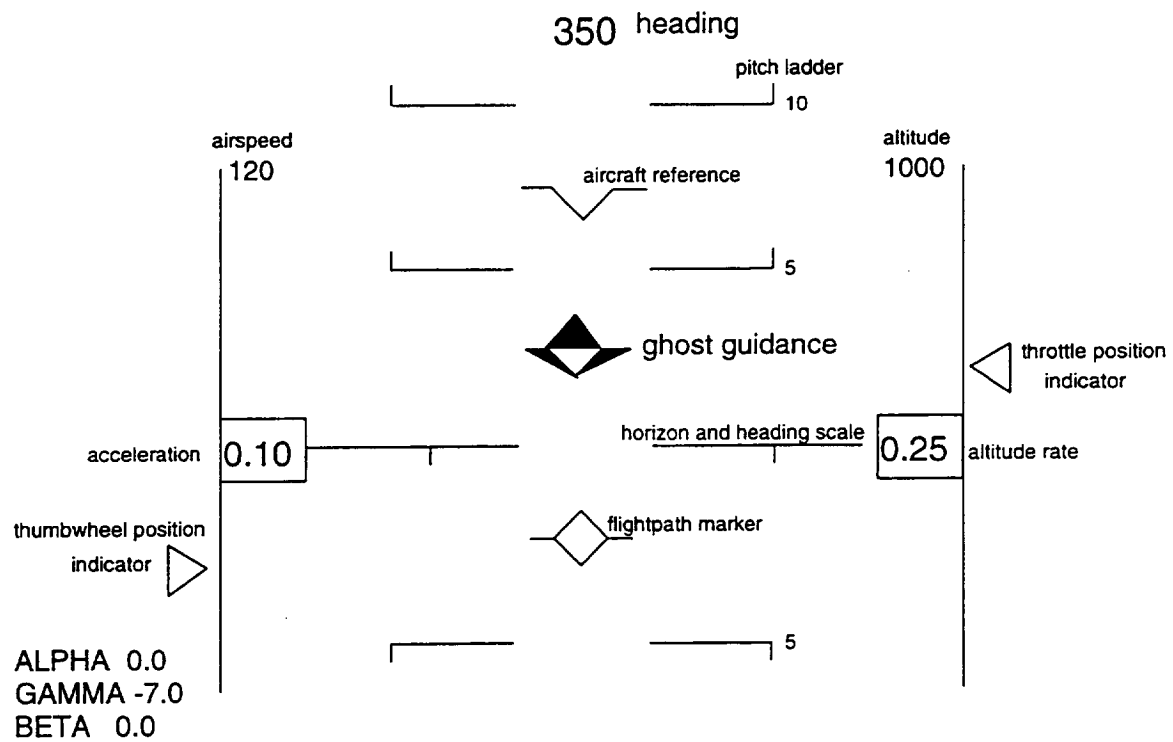 350 heading
pitch ladder
10
airspeed
120
altitude
1000
aircraft reference
5
ghost guidance
throttle position
indicator
acceleration
0.10
horizon and heading scale
0.25
altitude rate
thumbwheel position
indicator
flightpath marker
5
ALPHA 0.0
GAMMA -7.0
BETA 0.0